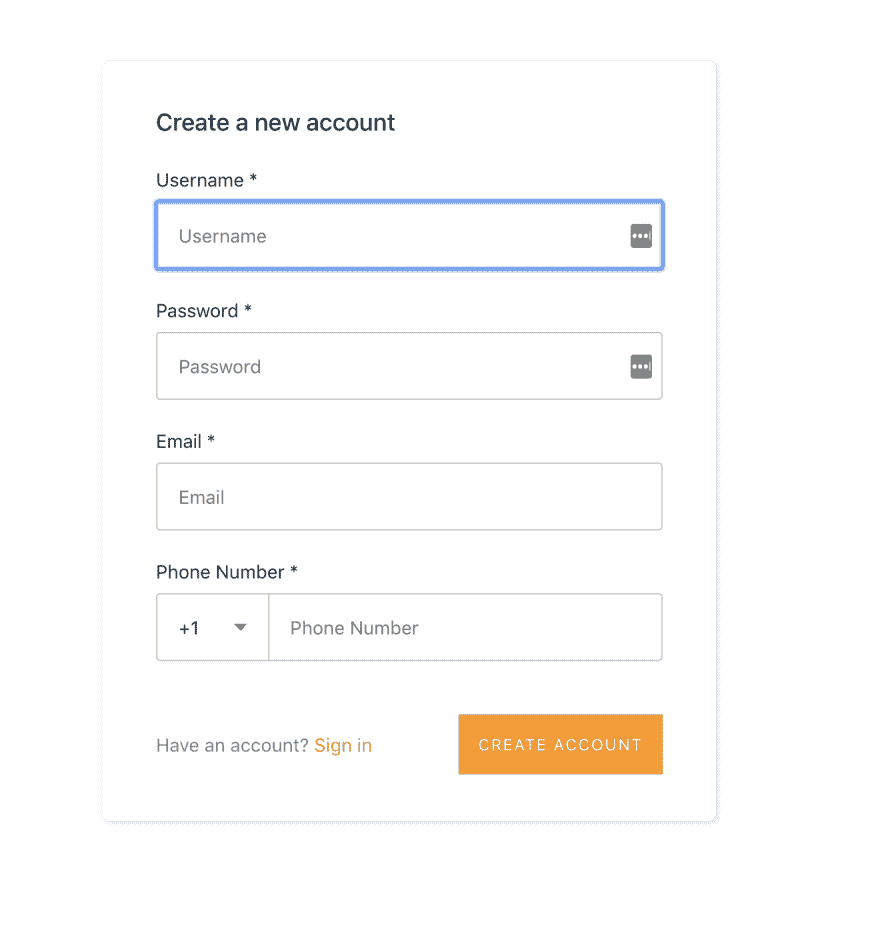 Create a new account
Username *
Username
Password *
Password
Email *
Email
Phone Number *
+1 Phone Number
Have an account? Sign in CREATE ACCOUNT